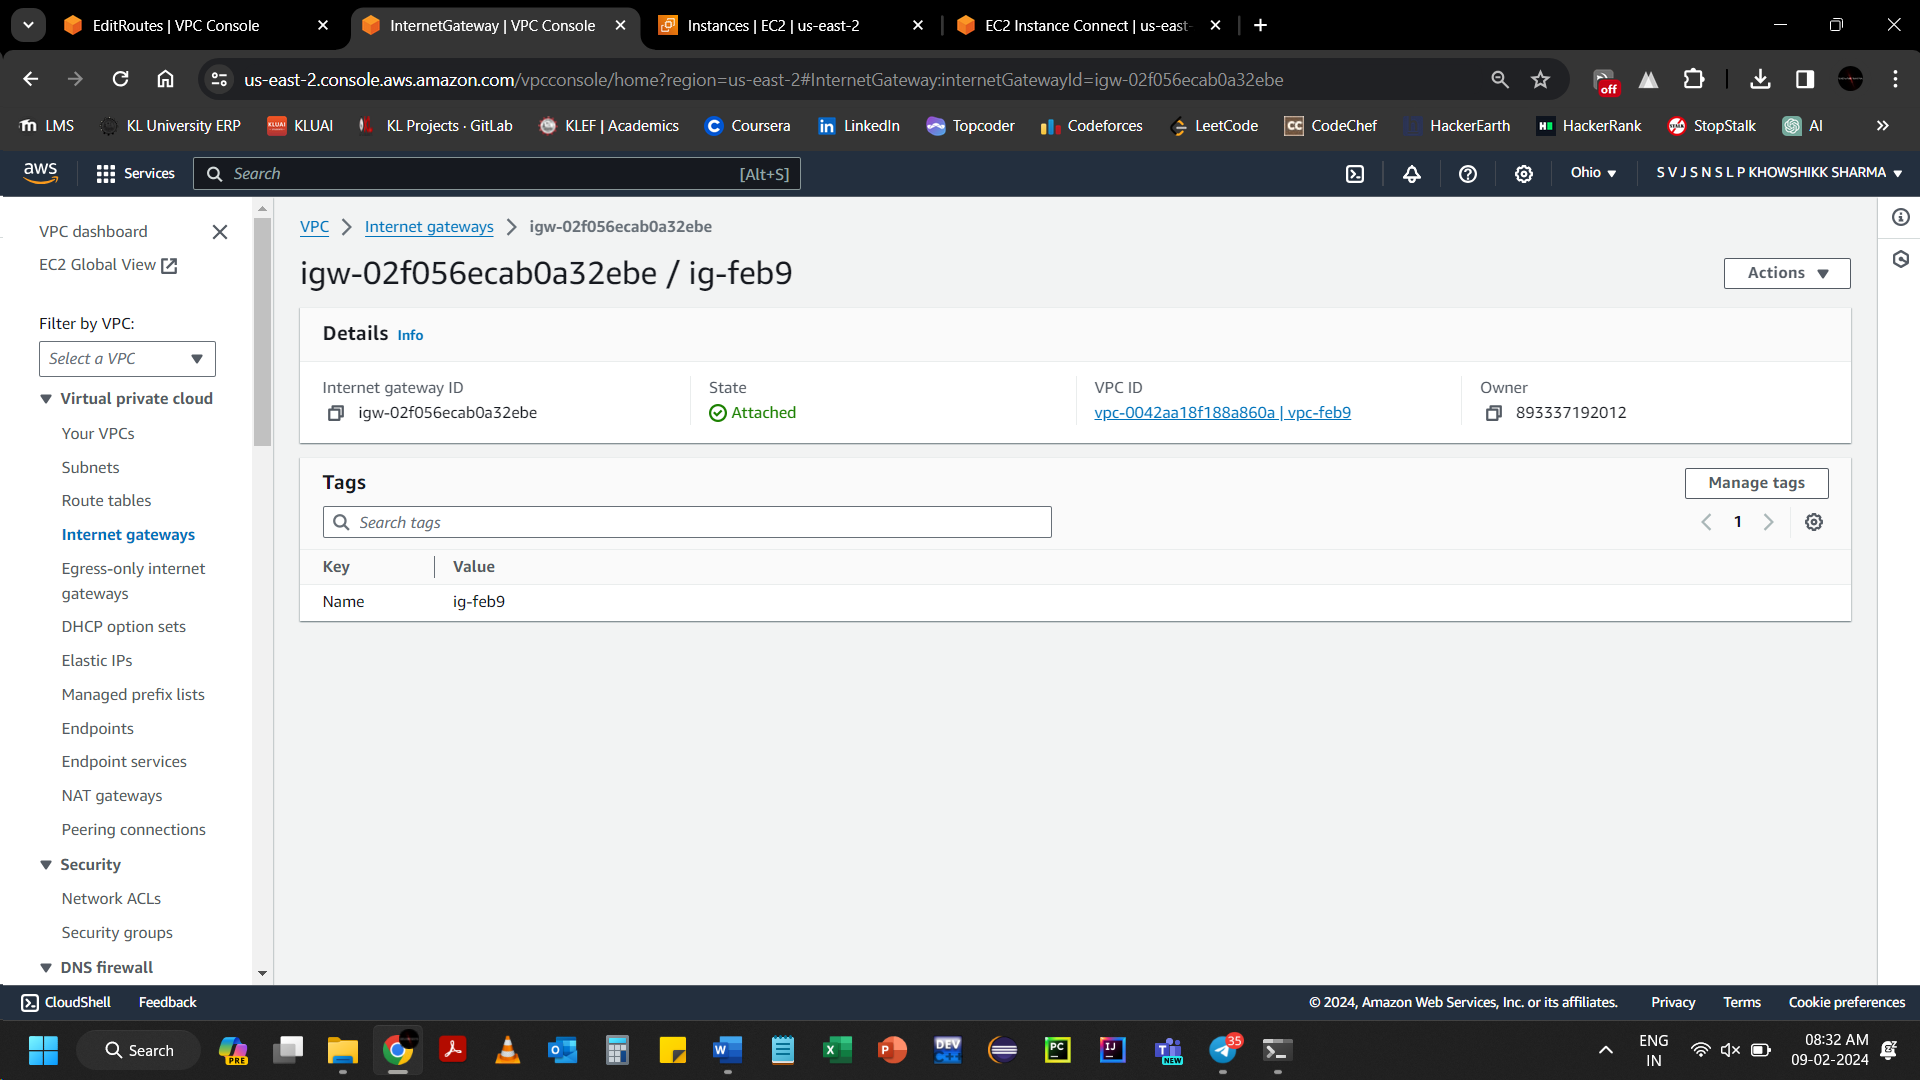 EditRoutes | VPC Console
InternetGateway | VPC Console
Instances | EC2 | us-east-2
EC2 Instance Connect | us-east-
us-east-2.console.aws.amazon.com/vpcconsole/home?region=us-east-2#InternetGateway:internetGatewayId=igw-02f056ecab0a32ebe
off
LMS
KL University ERP
KLUAI
KL Projects · GitLab
KLEF | Academics
Coursera
LinkedIn
Topcoder
Codeforces
LeetCode
CodeChef
HackerEarth
HackerRank
StopStalk
AI
aws
Services
Search
[Alt+S]
Ohio
S V J S N S L P KHOWSHIKK SHARMA
VPC dashboard
EC2 Global View
Filter by VPC:
Select a VPC
Virtual private cloud
Your VPCs
Subnets
Route tables
Internet gateways
Egress-only internet
gateways
DHCP option sets
Elastic IPs
Managed prefix lists
Endpoints
Endpoint services
NAT gateways
Peering connections
Security
Network ACLs
Security groups
DNS firewall
VPC
Internet gateways
igw-02f056ecab0a32ebe
igw-02f056ecab0a32ebe / ig-feb9
Actions
Details Info
Internet gateway ID
igw-02f056ecab0a32ebe
State
Attached
VPC ID
vpc-0042aa18f188a860a | vpc-feb9
Owner
893337192012
Tags
Manage tags
Search tags
1
Key
Value
Name
ig-feb9
CloudShell
Feedback
© 2024, Amazon Web Services, Inc. or its affiliates.
Privacy
Terms
Cookie preferences
Search
PRE
DEV
C++
PC
IJ
NEW
35
ENG
IN
08:32 AM
09-02-2024